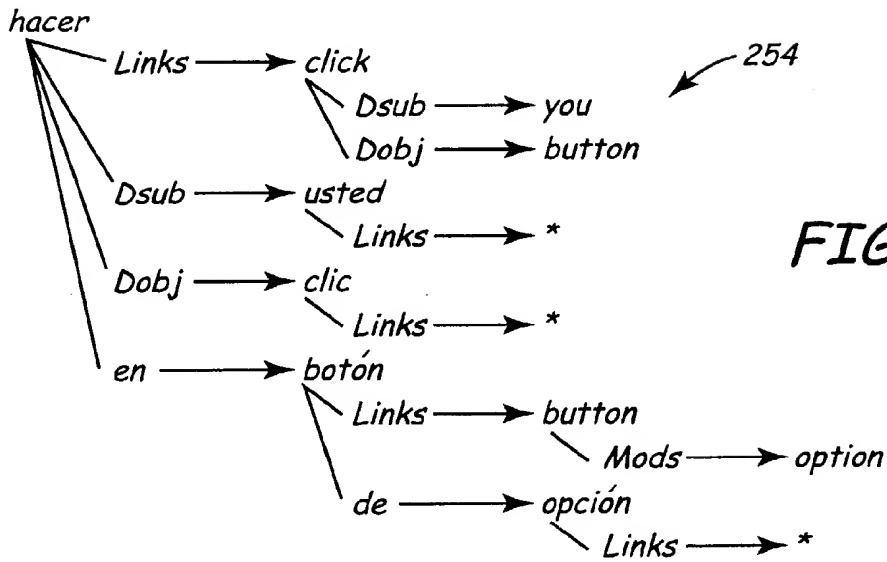 hacer
Links click
254
Dsub you
Dobj button
Dsub usted
Links *
FIG
Dobj clic
Links *
en botón
Links button
Mods option
de opción
Links *